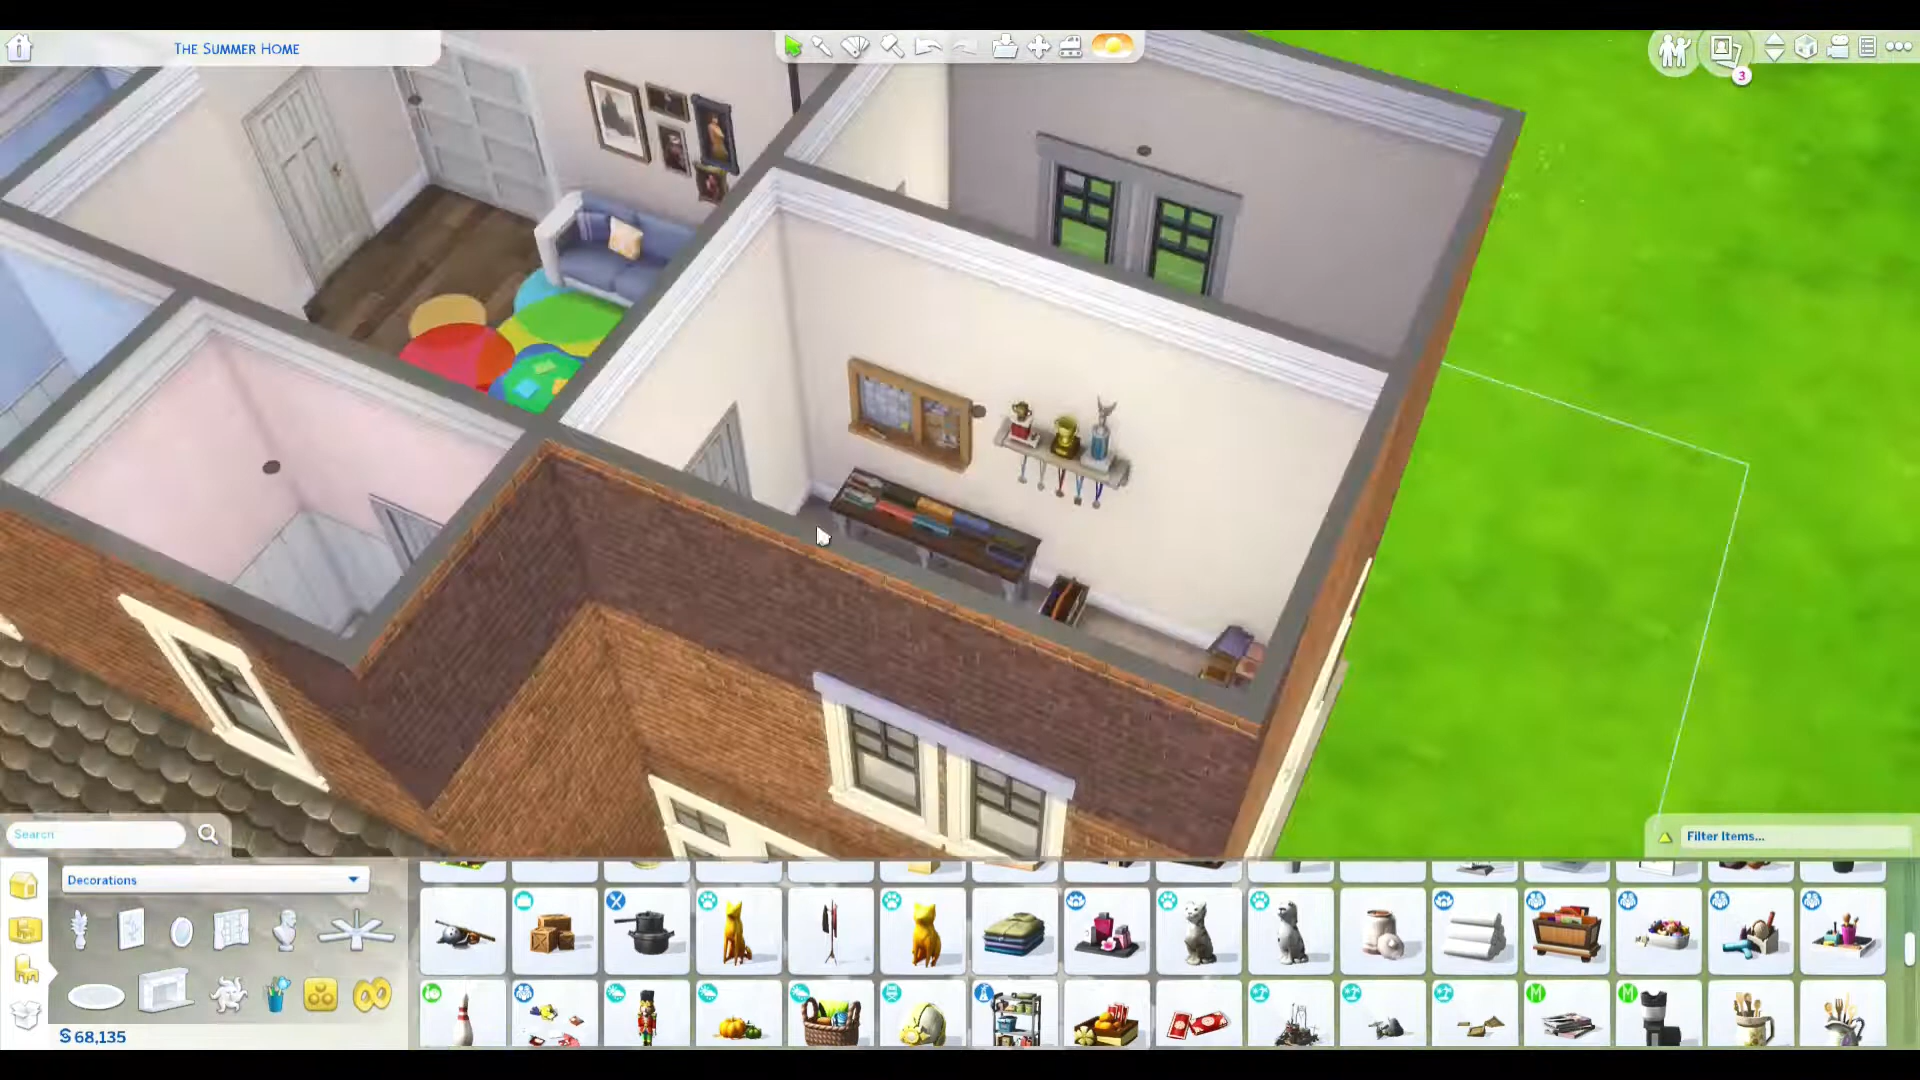 THE SUMMER HOME
3
Search
Filter Items...
Decorations
§68,135